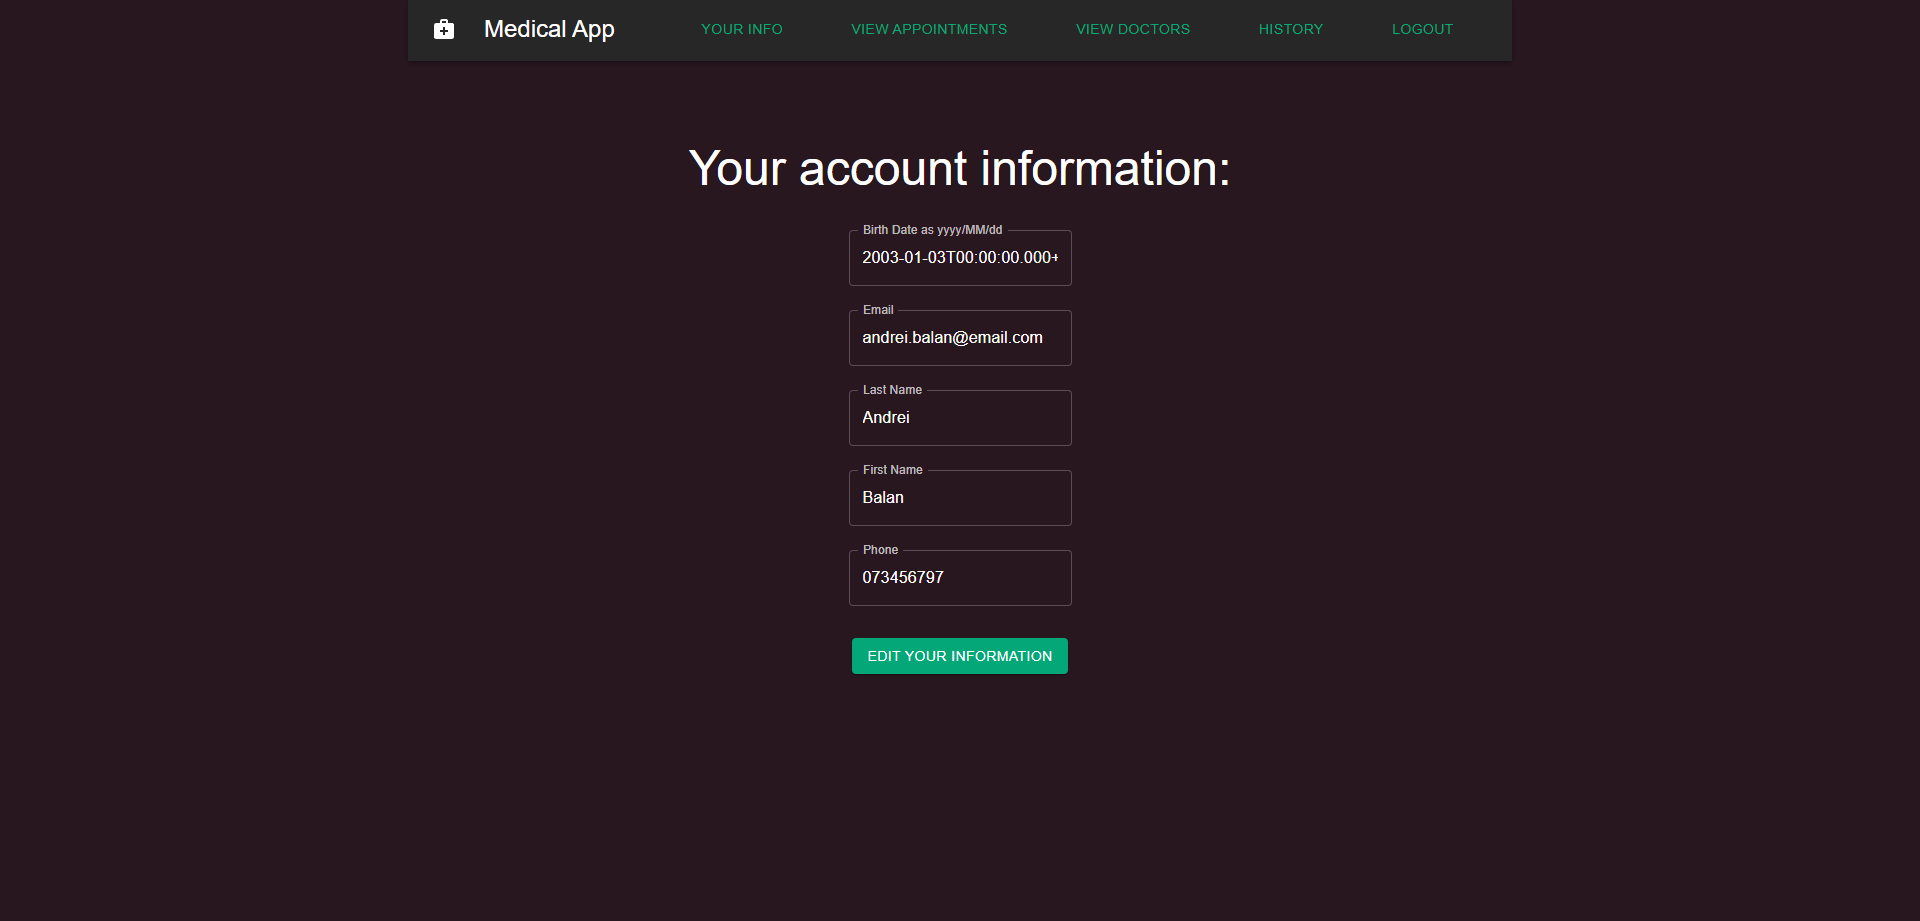 Medical App YOUR INFO VIEW APPOINTMENTS VIEW DOCTORS HISTORY LOGOUT
Your account information:
Birth Date as yyyy/MM/dd
2003-01-03T00:00:00.000+
Email
andrei.balan@email.com
Last Name
Andrei
First Name
Balan
Phone
073456797
EDIT YOUR INFORMATION